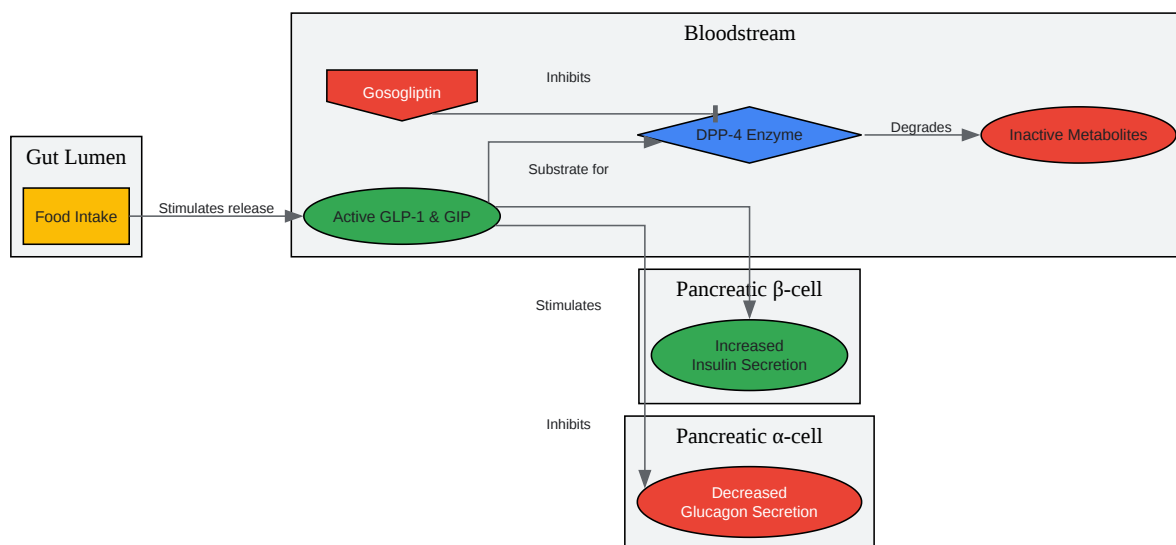 Bloodstream
Gosogliptin
Inhibits
DPP-4 Enzyme
Degrades
Inactive Metabolites
Gut Lumen
Food Intake
Stimulates release
Substrate for
Active GLP-1 & GIP
Pancreatic β-cell
Stimulates
Increased
Insulin Secretion
Inhibits
Pancreatic α-cell
Decreased
Glucagon Secretion